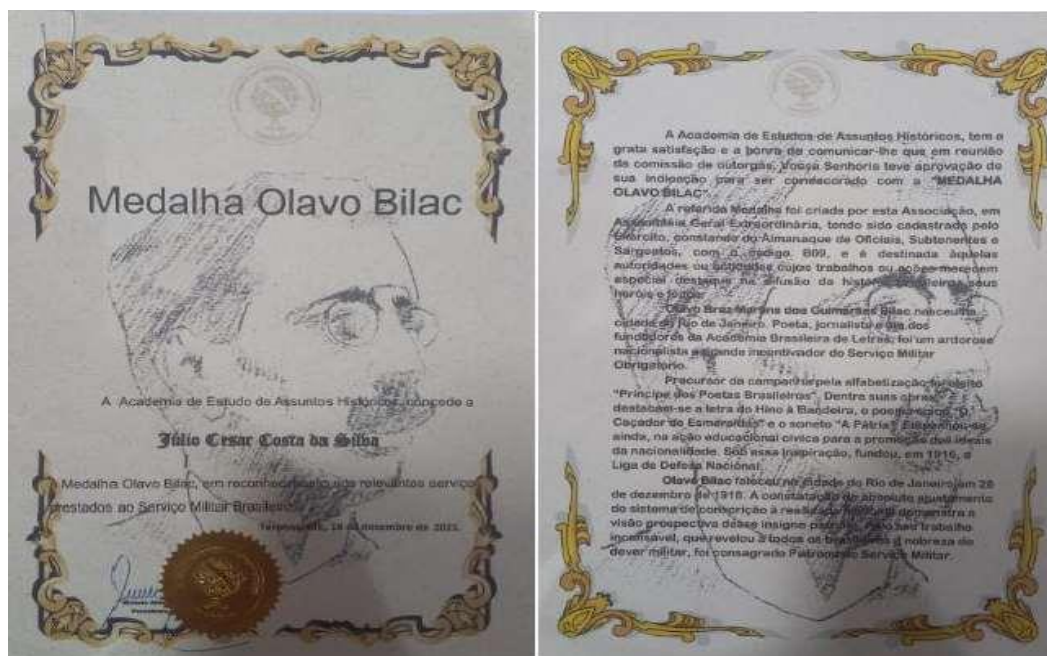 Medalha Olavo Bilac
A Academia de Estudo de Assuntos Históricos, concede a
Júlio Cesar Costa da Silba
Medalha Olavo Bilac, em reconhecimento aos relevantes serviço
prestados ao Serviço Militar Brasileiro
18 de novembro de 2021.
A Academia de Estudos de Assuntos Históricos, tem a
grata satisfação e a honra de comunicar-lhe que em reunião
da comissão de outorgas, Vossa Senhoria teve aprovação de
sua indicação para ser condecorado com a "MEDALHA
OLAVO BILAC".
A referida Medalha foi criada por esta Associação, em
Assembleia Geral Extraordinária, tendo sido cadastrada pelo
Exército, constando do Almanaque de Oficiais, Subtenentes e
Sargentos, com o código B09, e é destinada àquelas
autoridades ou entidades cujos trabalhos ou ações merecem
especial destaque na difusão da história brasileira seus
heróis e
Olavo Braz Martins dos Guimarães Bilac nasceu na
cidade do Rio de Janeiro. Poeta, jornalista e um dos
fundadores da Academia Brasileira de Letras, foi um ardoroso
nacionalista e grande incentivador do Serviço Militar
Obrigatório.
Precursor da campanha pela alfabetização foi eleito
"Príncipe dos Poetas Brasileiros". Dentre suas obras
destacam-se a letra do Hino à Bandeira, o poema épico "O
Caçador de Esmeraldas" e o soneto "A Pátria". Empenhou-se
ainda, na ação educacional cívica para a promoção dos ideais
da nacionalidade. Sob essa inspiração, fundou, em 1916, a
Liga de Defesa Nacional.
Olavo Bilac faleceu na cidade do Rio de Janeiro em 28
de dezembro de 1918. A constatação do absoluto ajustamento
do sistema de conscrição à realidade demonstra a
visão prospectiva desse insigne patrono. Pelo seu trabalho
incansável, que revelou a todos os brasileiros a nobreza do
dever militar, foi consagrado Patrono do Serviço Militar.